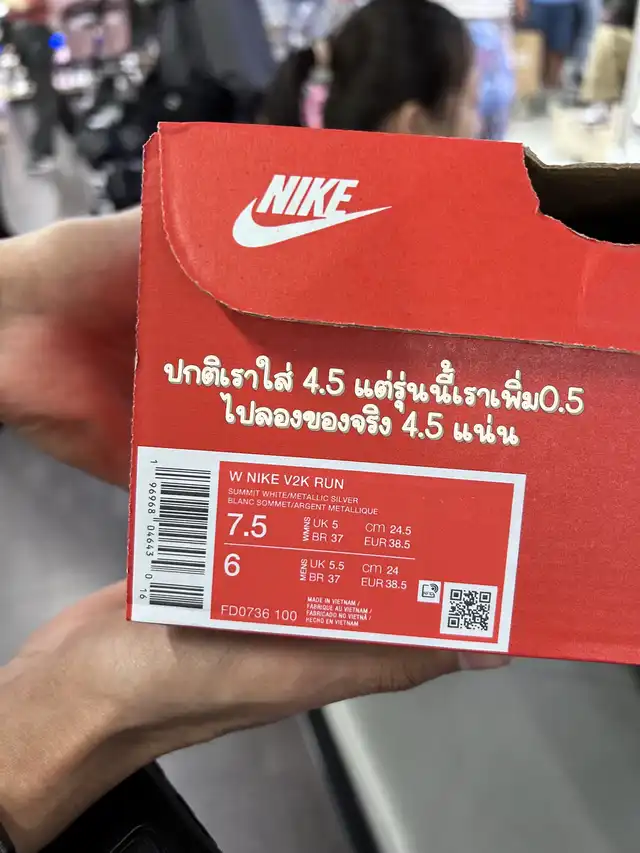 NIKE
ปกติเราใส่ 4.5 แต่รุ่นนี้เราเพิ่ม0.5
ไปลองของจริง 4.5 แน่น
W NIKE V2K RUN
SUMMIT WHITE/METALLIC SILVER
BLANC SOMMET/ARGENT METALLIQUE
7.5 WMNS UK 5 cm 24.5
BR 37 EUR 38.5
6 MENS UK 5.5 cm 24
BR 37 EUR 38.5
MADE IN VIETNAM /
FABRIQUE AU VIETNAM /
FABRICADO NO VIETNÃ /
HECHO EN VIETNAM
FD0736 100
1 96968 04643 0 16